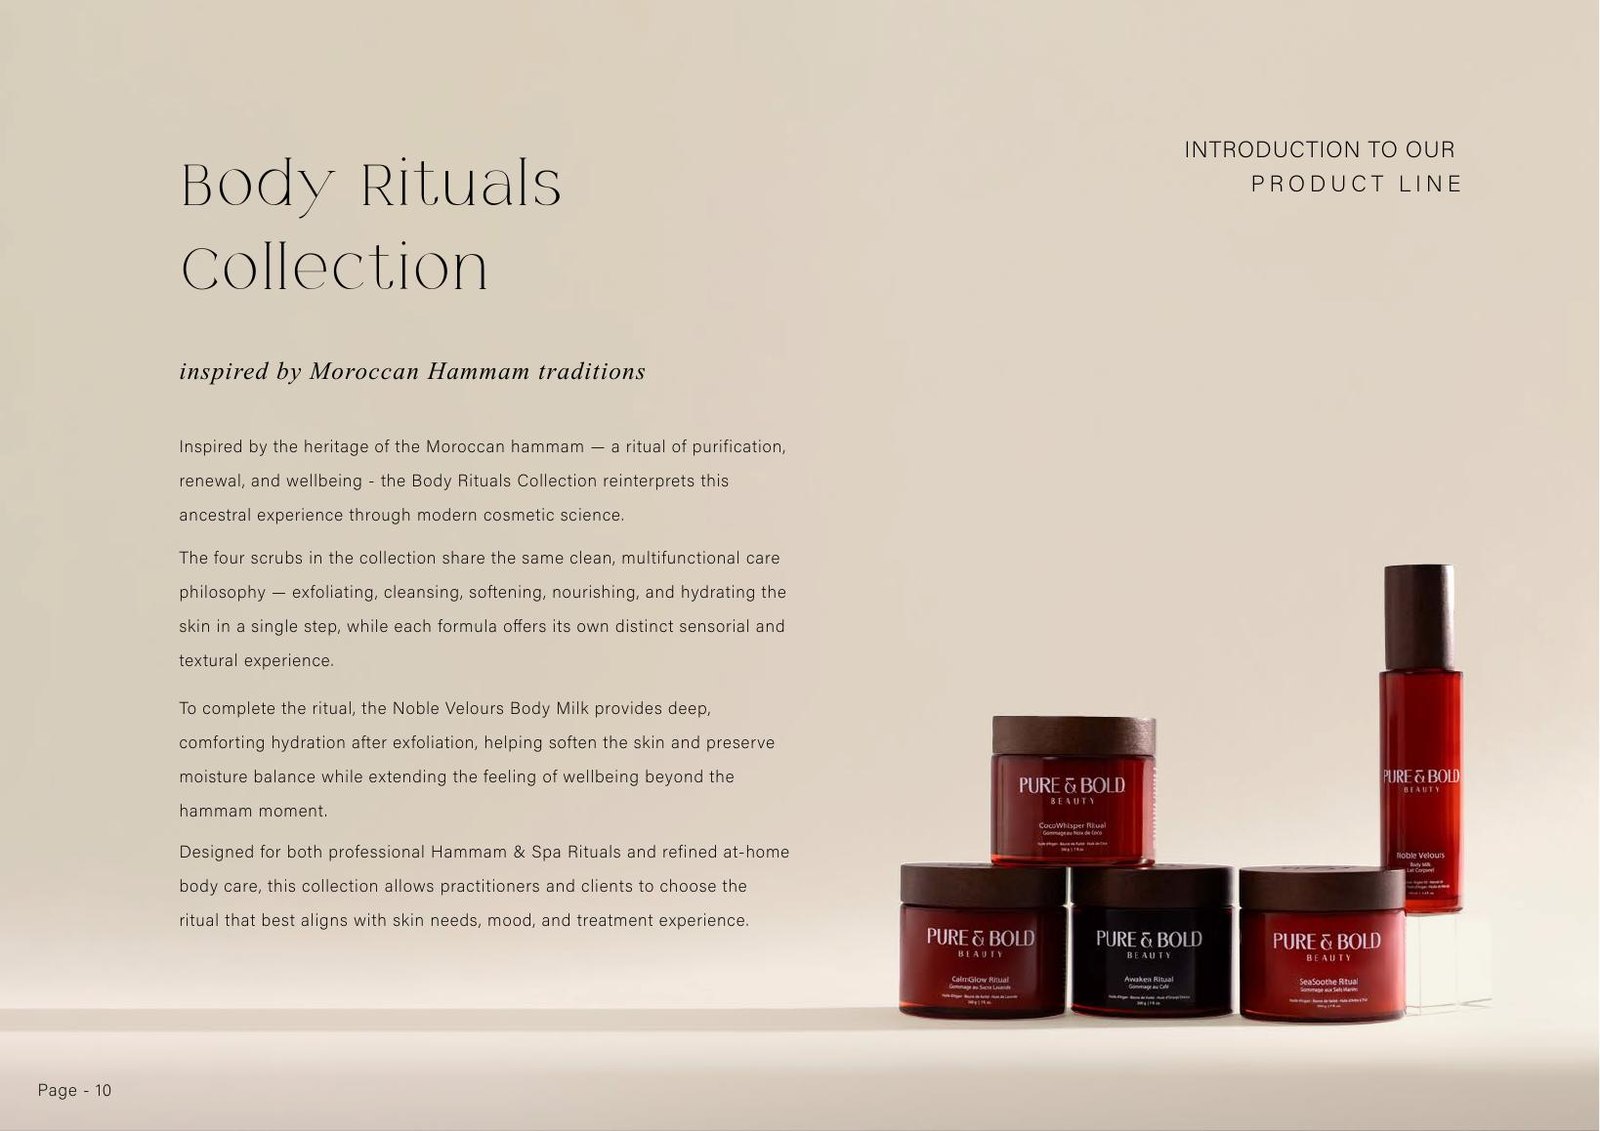 Body Rituals
Collection
INTRODUCTION TO OUR
PRODUCT LINE
inspired by Moroccan Hammam traditions
Inspired by the heritage of the Moroccan hammam — a ritual of purification,
renewal, and wellbeing - the Body Rituals Collection reinterprets this
ancestral experience through modern cosmetic science.
The four scrubs in the collection share the same clean, multifunctional care
philosophy — exfoliating, cleansing, softening, nourishing, and hydrating the
skin in a single step, while each formula offers its own distinct sensorial and
textural experience.
To complete the ritual, the Noble Velours Body Milk provides deep,
comforting hydration after exfoliation, helping soften the skin and preserve
moisture balance while extending the feeling of wellbeing beyond the
hammam moment.
Designed for both professional Hammam & Spa Rituals and refined at-home
body care, this collection allows practitioners and clients to choose the
ritual that best aligns with skin needs, mood, and treatment experience.
PURE & BOLD
BEAUTY
CocoWhisper Ritual
Gommage au Noix de Coco
PURE & BOLD
BEAUTY
Noble Velours
Body Milk
Lait Corporel
PURE & BOLD
BEAUTY
CalmGlow Ritual
Gommage au Sucre Lavande
PURE & BOLD
BEAUTY
Awaken Ritual
Gommage au Café
PURE & BOLD
BEAUTY
SeaSoothe Ritual
Gommage aux Sels Marins
Page - 10